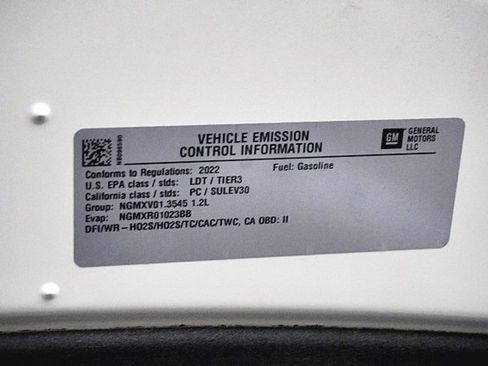 VEHICLE EMISSION
CONTROL INFORMATION
GM GENERAL
MOTORS
LLC
Conforms to Regulations: 2022 Fuel: Gasoline
U.S. EPA class / stds: LDT / TIER3
California class / stds: PC / SULEV30
Group: NGMXV01.3545 1.2L
Evap: NGMXR01023BB
DFI/WR-HO2S/HO2S/TC/CAC/TWC, CA OBD: II